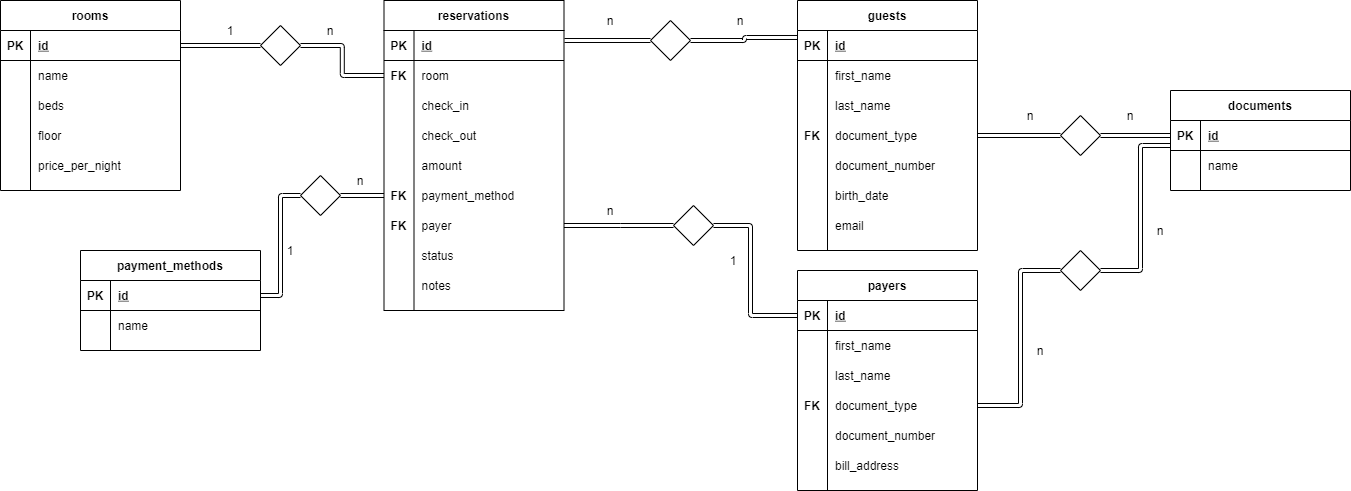 rooms
PK id
name
beds
floor
price_per_night
1
n
reservations
PK id
FK room
check_in
check_out
amount
FK payment_method
FK payer
status
notes
n
n
guests
PK id
first_name
last_name
FK document_type
document_number
birth_date
email
n
n
documents
PK id
name
n
1
payment_methods
PK id
name
n
1
payers
PK id
first_name
last_name
FK document_type
document_number
bill_address
n
n